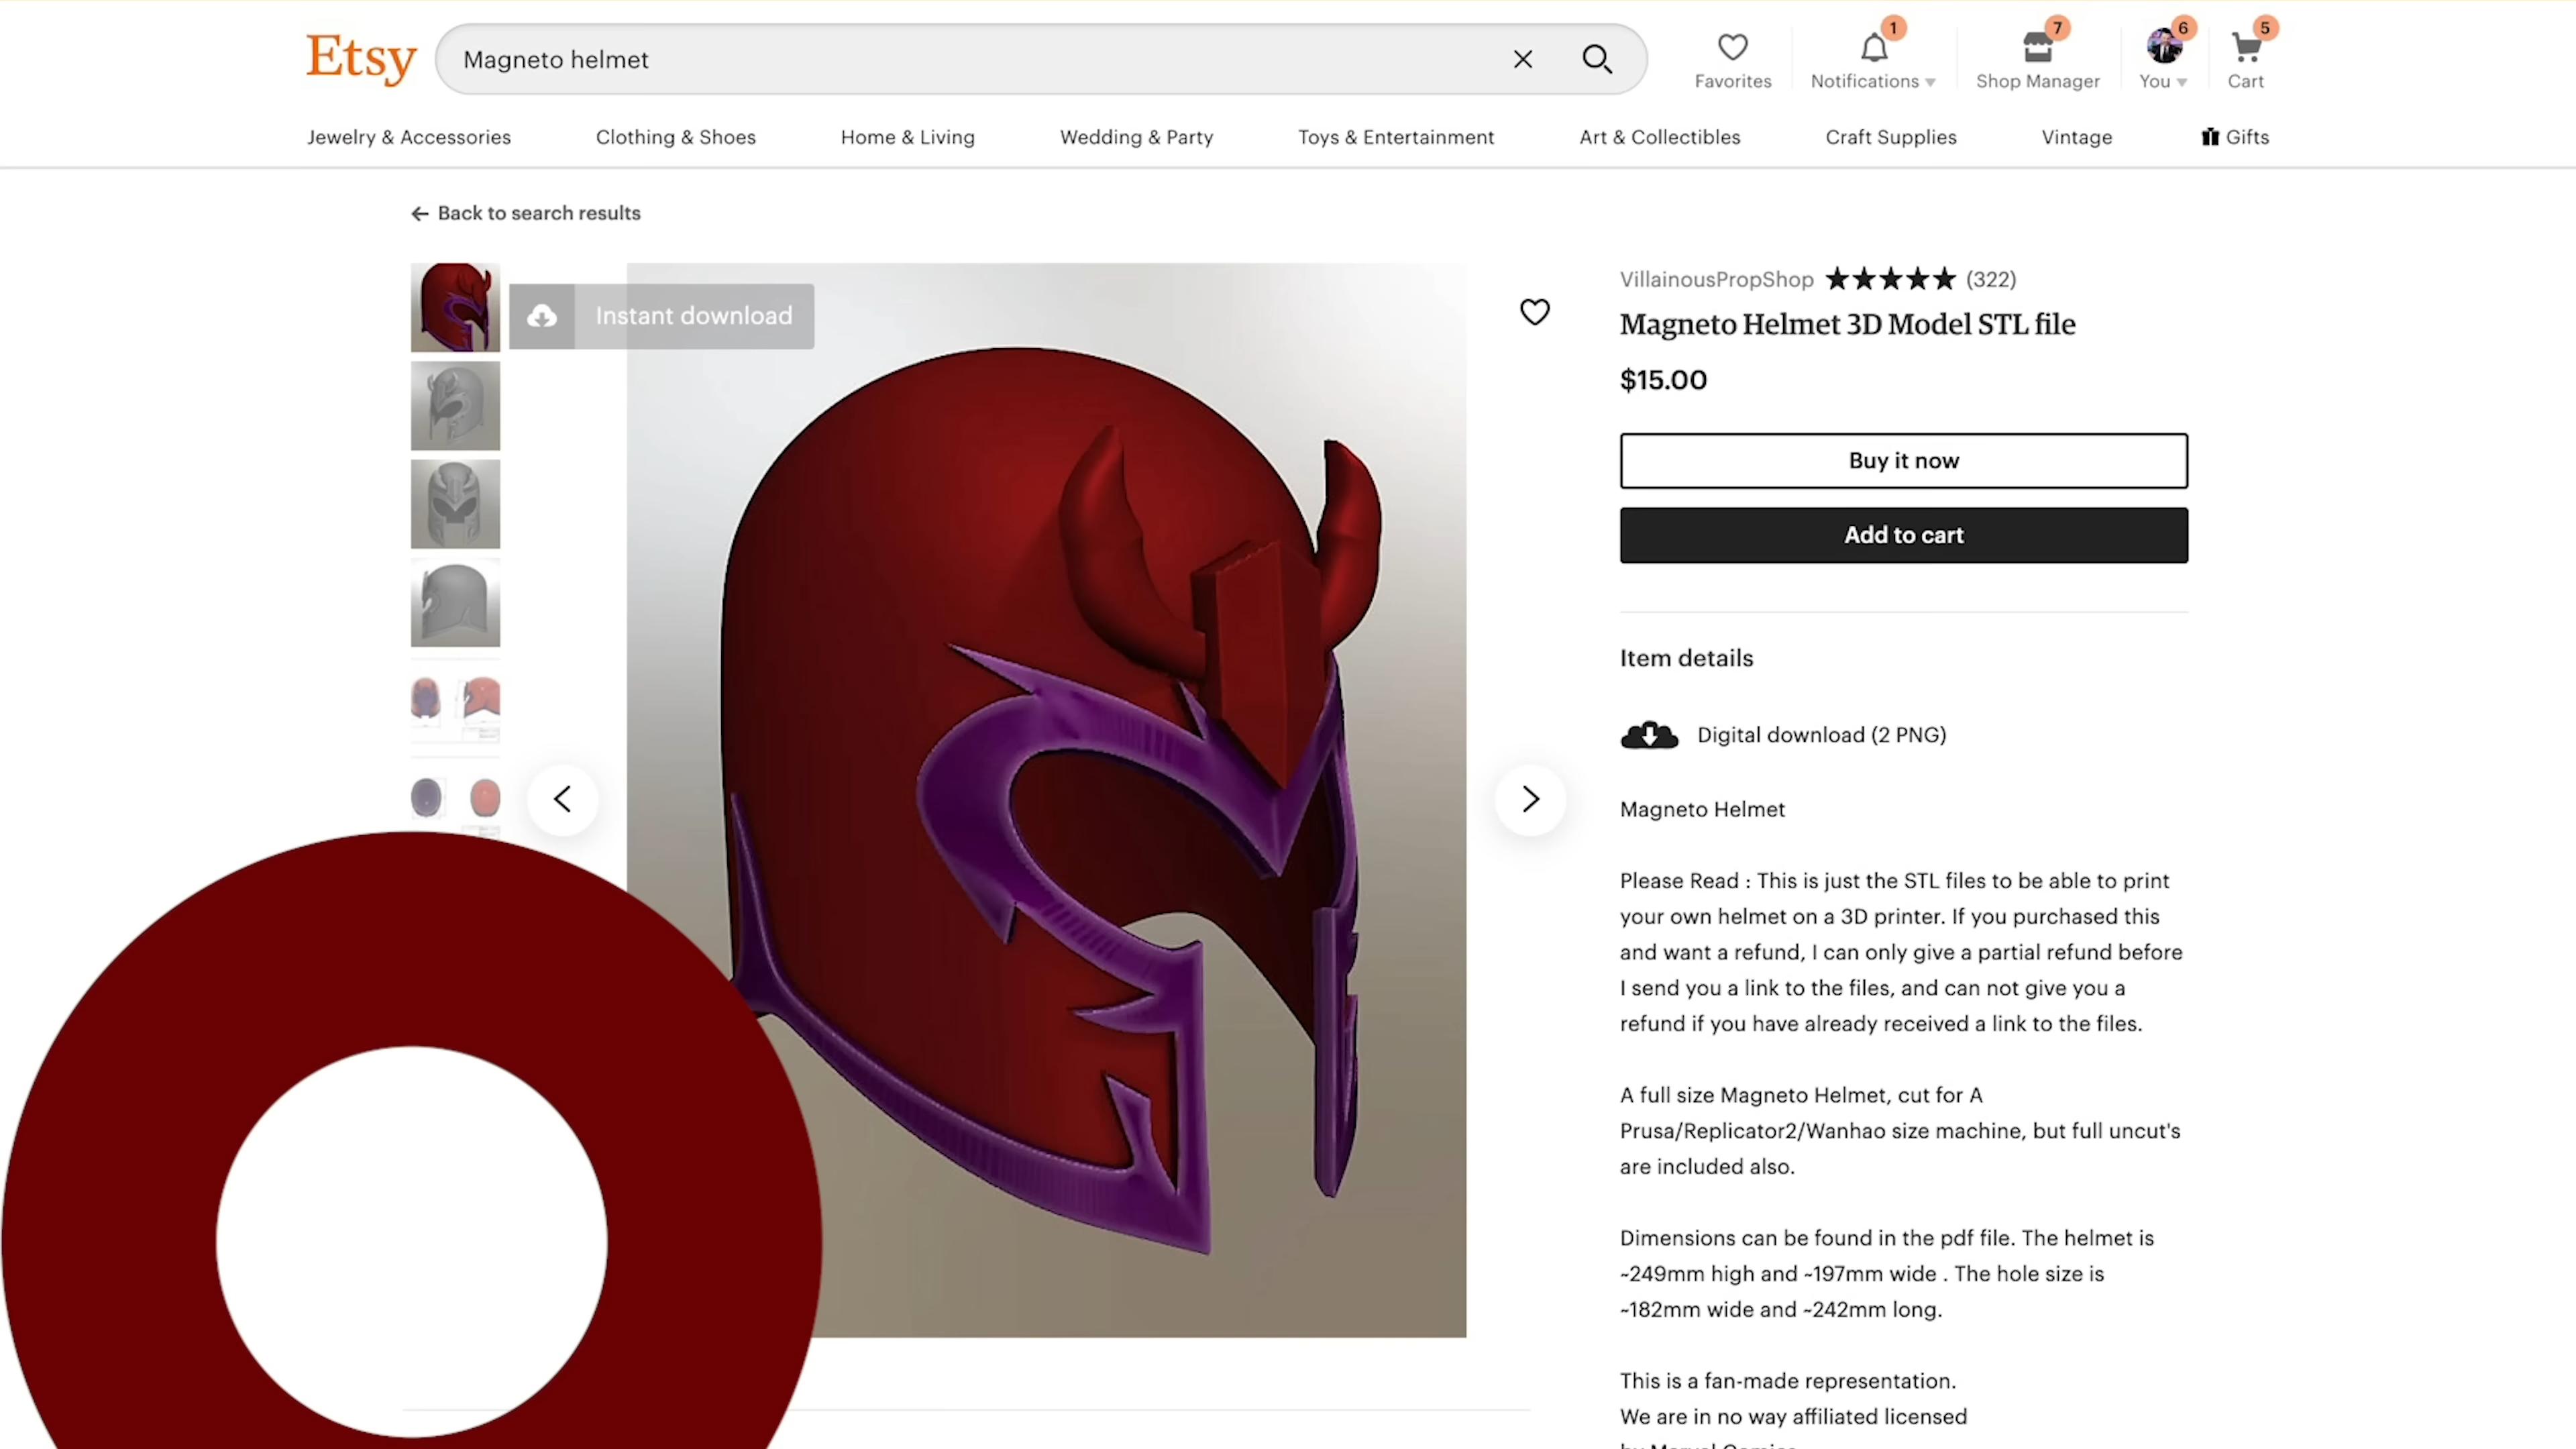 Etsy
Magneto helmet
Favorites
1
Notifications
7
Shop Manager
6
You
5
Cart
Jewelry & Accessories
Clothing & Shoes
Home & Living
Wedding & Party
Toys & Entertainment
Art & Collectibles
Craft Supplies
Vintage
Gifts
Back to search results
Instant download
VillainousPropShop ★★★★★ (322)
Magneto Helmet 3D Model STL file
$15.00
Buy it now
Add to cart
Item details
Digital download (2 PNG)
Magneto Helmet
Please Read : This is just the STL files to be able to print
your own helmet on a 3D printer. If you purchased this
and want a refund, I can only give a partial refund before
I send you a link to the files, and can not give you a
refund if you have already received a link to the files.
A full size Magneto Helmet, cut for A
Prusa/Replicator2/Wanhao size machine, but full uncut's
are included also.
Dimensions can be found in the pdf file. The helmet is
~249mm high and ~197mm wide . The hole size is
~182mm wide and ~242mm long.
This is a fan-made representation.
We are in no way affiliated licensed